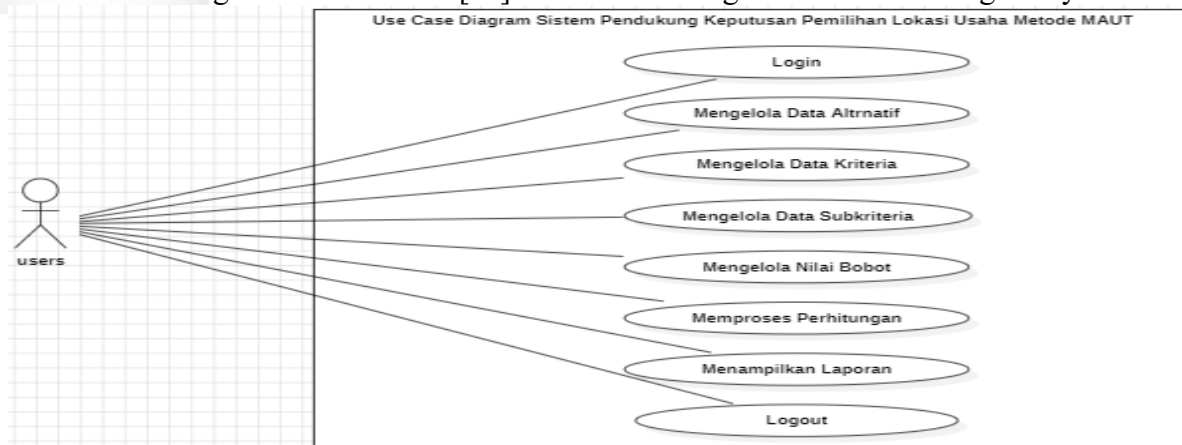 Use Case Diagram Sistem Pendukung Keputusan Pemilihan Lokasi Usaha Metode MAUT
Login
Mengelola Data Altrnatif
Mengelola Data Kriteria
Mengelola Data Subkriteria
users
Mengelola Nilai Bobot
Memproses Perhitungan
Menampilkan Laporan
Logout